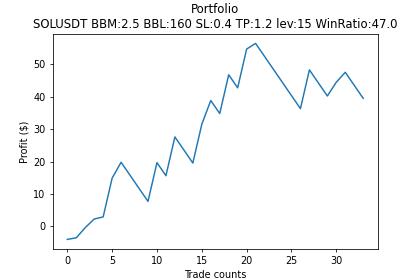 Portfolio
SOLUSDT BBM:2.5 BBL:160 SL:0.4 TP:1.2 lev:15 WinRatio:47.0
50
40
30
20
10
0
Profit ($)
0 5 10 15 20 25 30
Trade counts